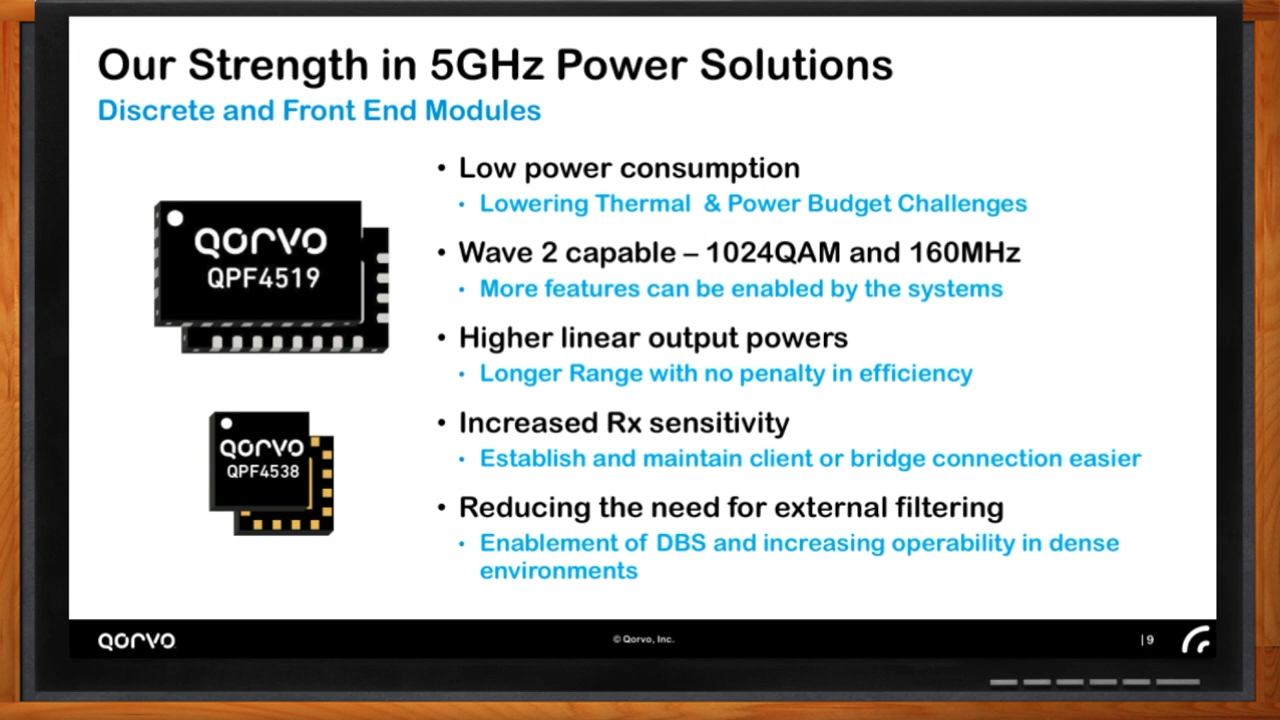 Our Strength in 5GHz Power Solutions
Discrete and Front End Modules
QORVO
QPF4519
QORVO
QPF4538
• Low power consumption
• Lowering Thermal & Power Budget Challenges
• Wave 2 capable – 1024QAM and 160MHz
• More features can be enabled by the systems
• Higher linear output powers
• Longer Range with no penalty in efficiency
• Increased Rx sensitivity
• Establish and maintain client or bridge connection easier
• Reducing the need for external filtering
• Enablement of DBS and increasing operability in dense
environments
QORVO
© Qorvo, Inc.
| 9